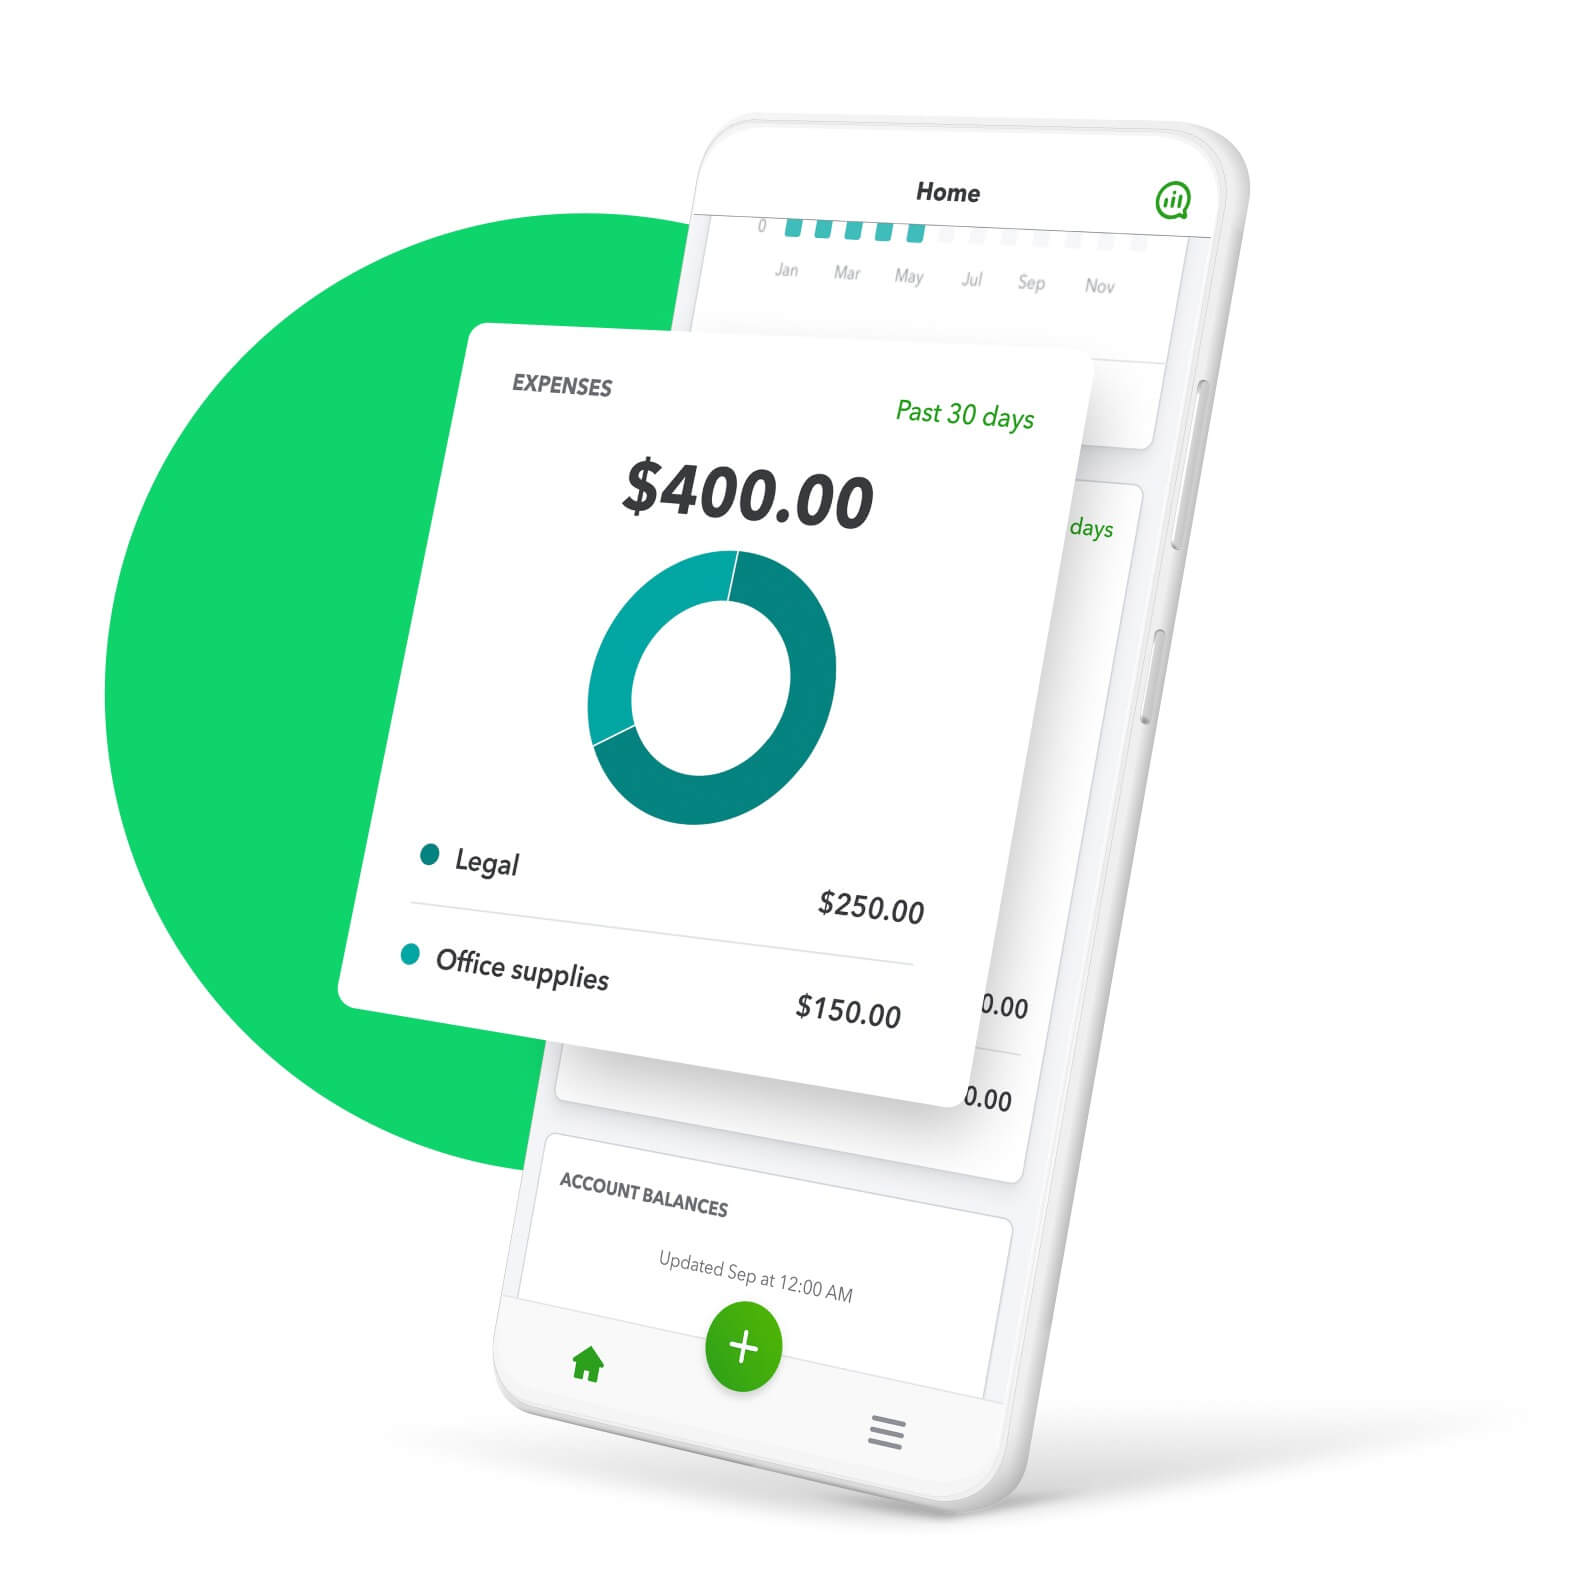 Home
0
Jan Mar May Jul Sep Nov
EXPENSES
Past 30 days
$400.00
days
Legal
$250.00
Office supplies
$150.00
0.00
0.00
ACCOUNT BALANCES
Updated Sep at 12:00 AM